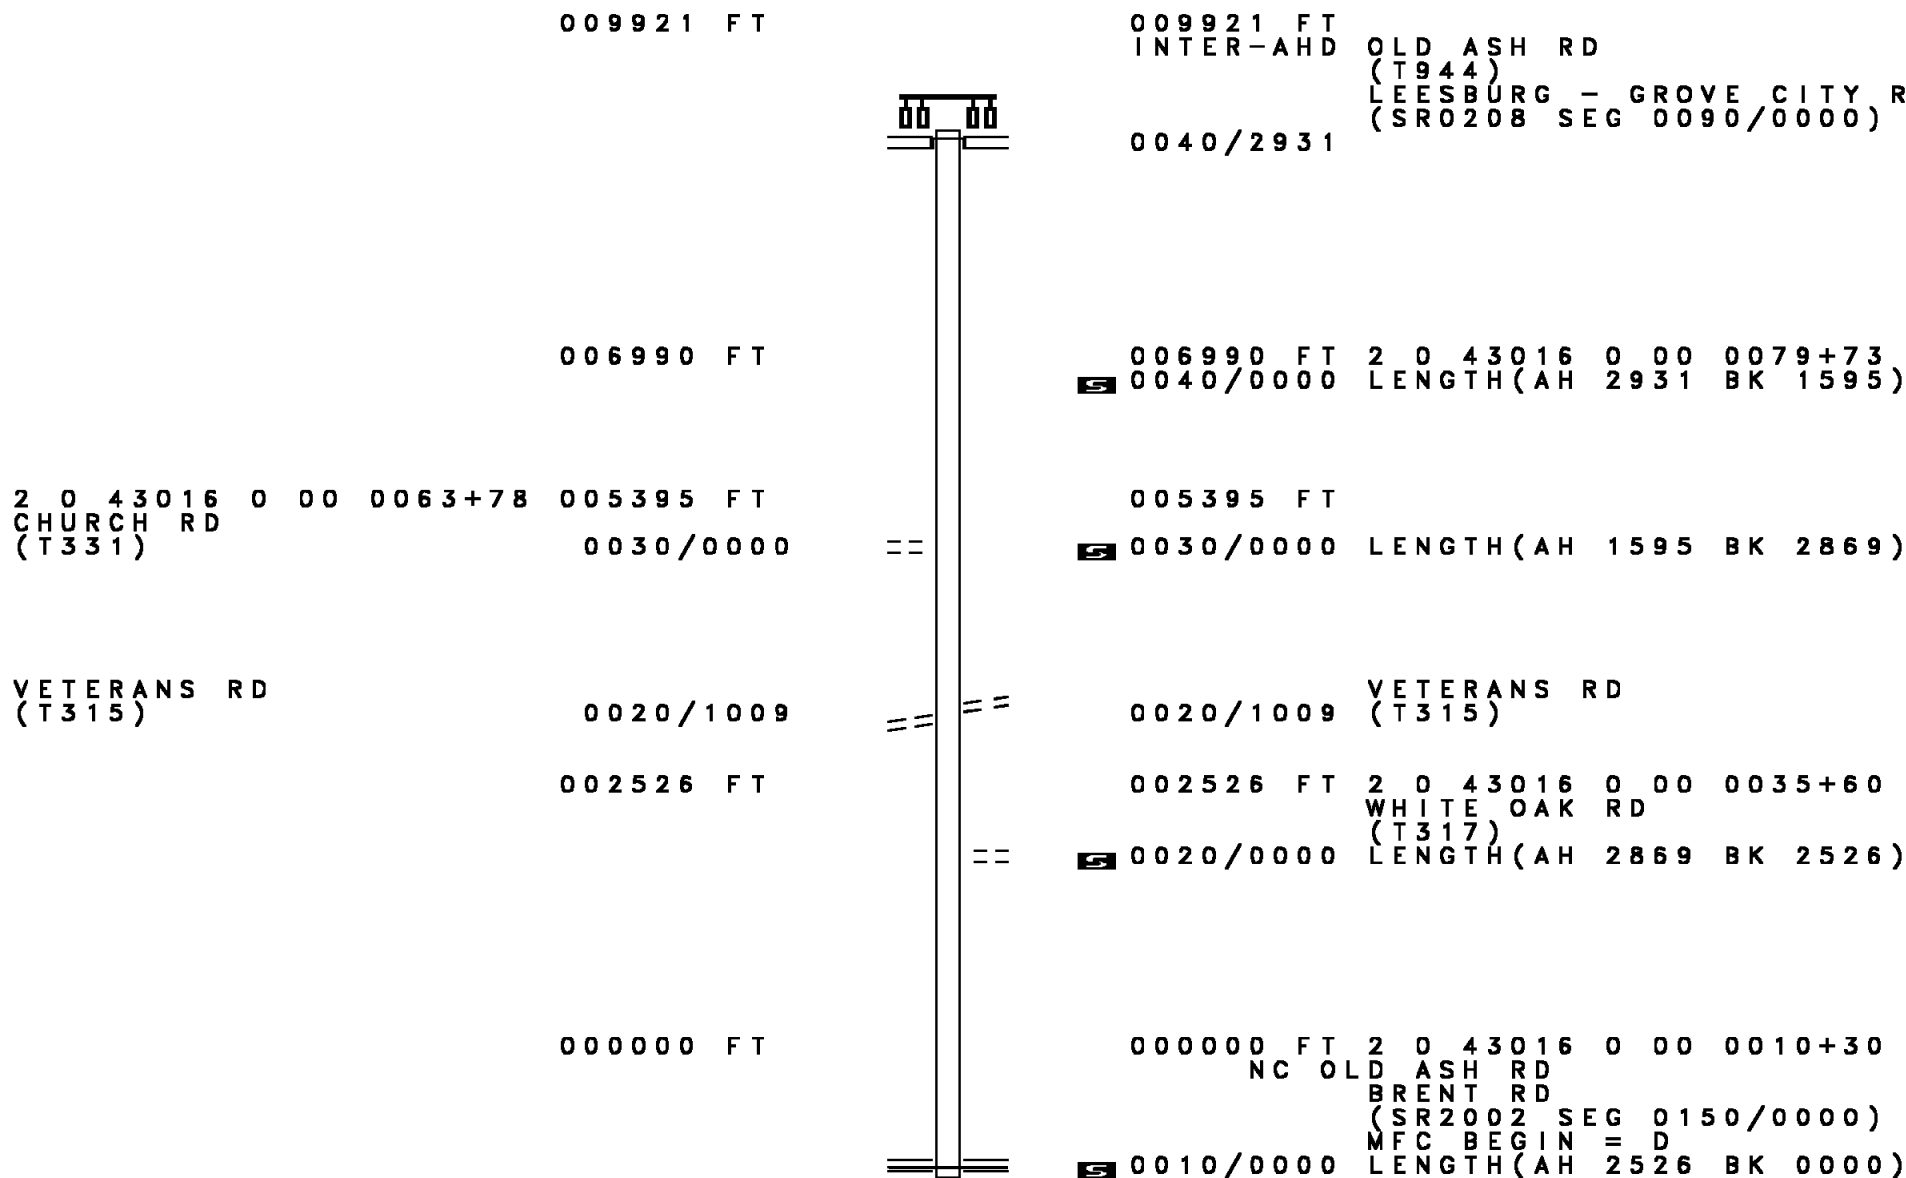 009921 FT 009921 FT
INTER-AHD OLD ASH RD
(T944)
LEESBURG - GROVE CITY R
(SR0208 SEG 0090/0000)
0040/2931
006990 FT 006990 FT 2 0 43016 0 00 0079+73
S 0040/0000 LENGTH(AH 2931 BK 1595)
2 0 43016 0 00 0063+78 005395 FT 005395 FT
CHURCH RD
(T331) 0030/0000 S 0030/0000 LENGTH(AH 1595 BK 2869)
VETERANS RD VETERANS RD
(T315) 0020/1009 0020/1009 (T315)
002526 FT 002526 FT 2 0 43016 0 00 0035+60
WHITE OAK RD
(T317)
S 0020/0000 LENGTH(AH 2869 BK 2526)
000000 FT 000000 FT 2 0 43016 0 00 0010+30
NC OLD ASH RD
BRENT RD
(SR2002 SEG 0150/0000)
MFC BEGIN = D
S 0010/0000 LENGTH(AH 2526 BK 0000)